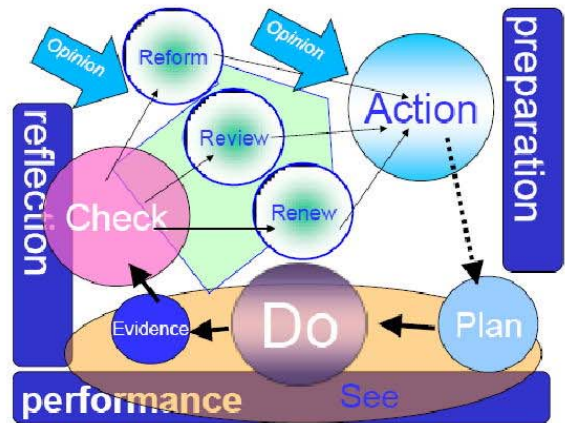 Opinion
Opinion
Reform
preparation
Action
reflection
Review
Check
Renew
Evidence
Do
Plan
performance
See